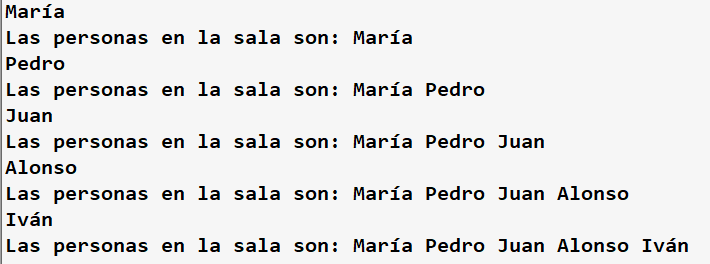 María
Las personas en la sala son: María
Pedro
Las personas en la sala son: María Pedro
Juan
Las personas en la sala son: María Pedro Juan
Alonso
Las personas en la sala son: María Pedro Juan Alonso
Iván
Las personas en la sala son: María Pedro Juan Alonso Iván